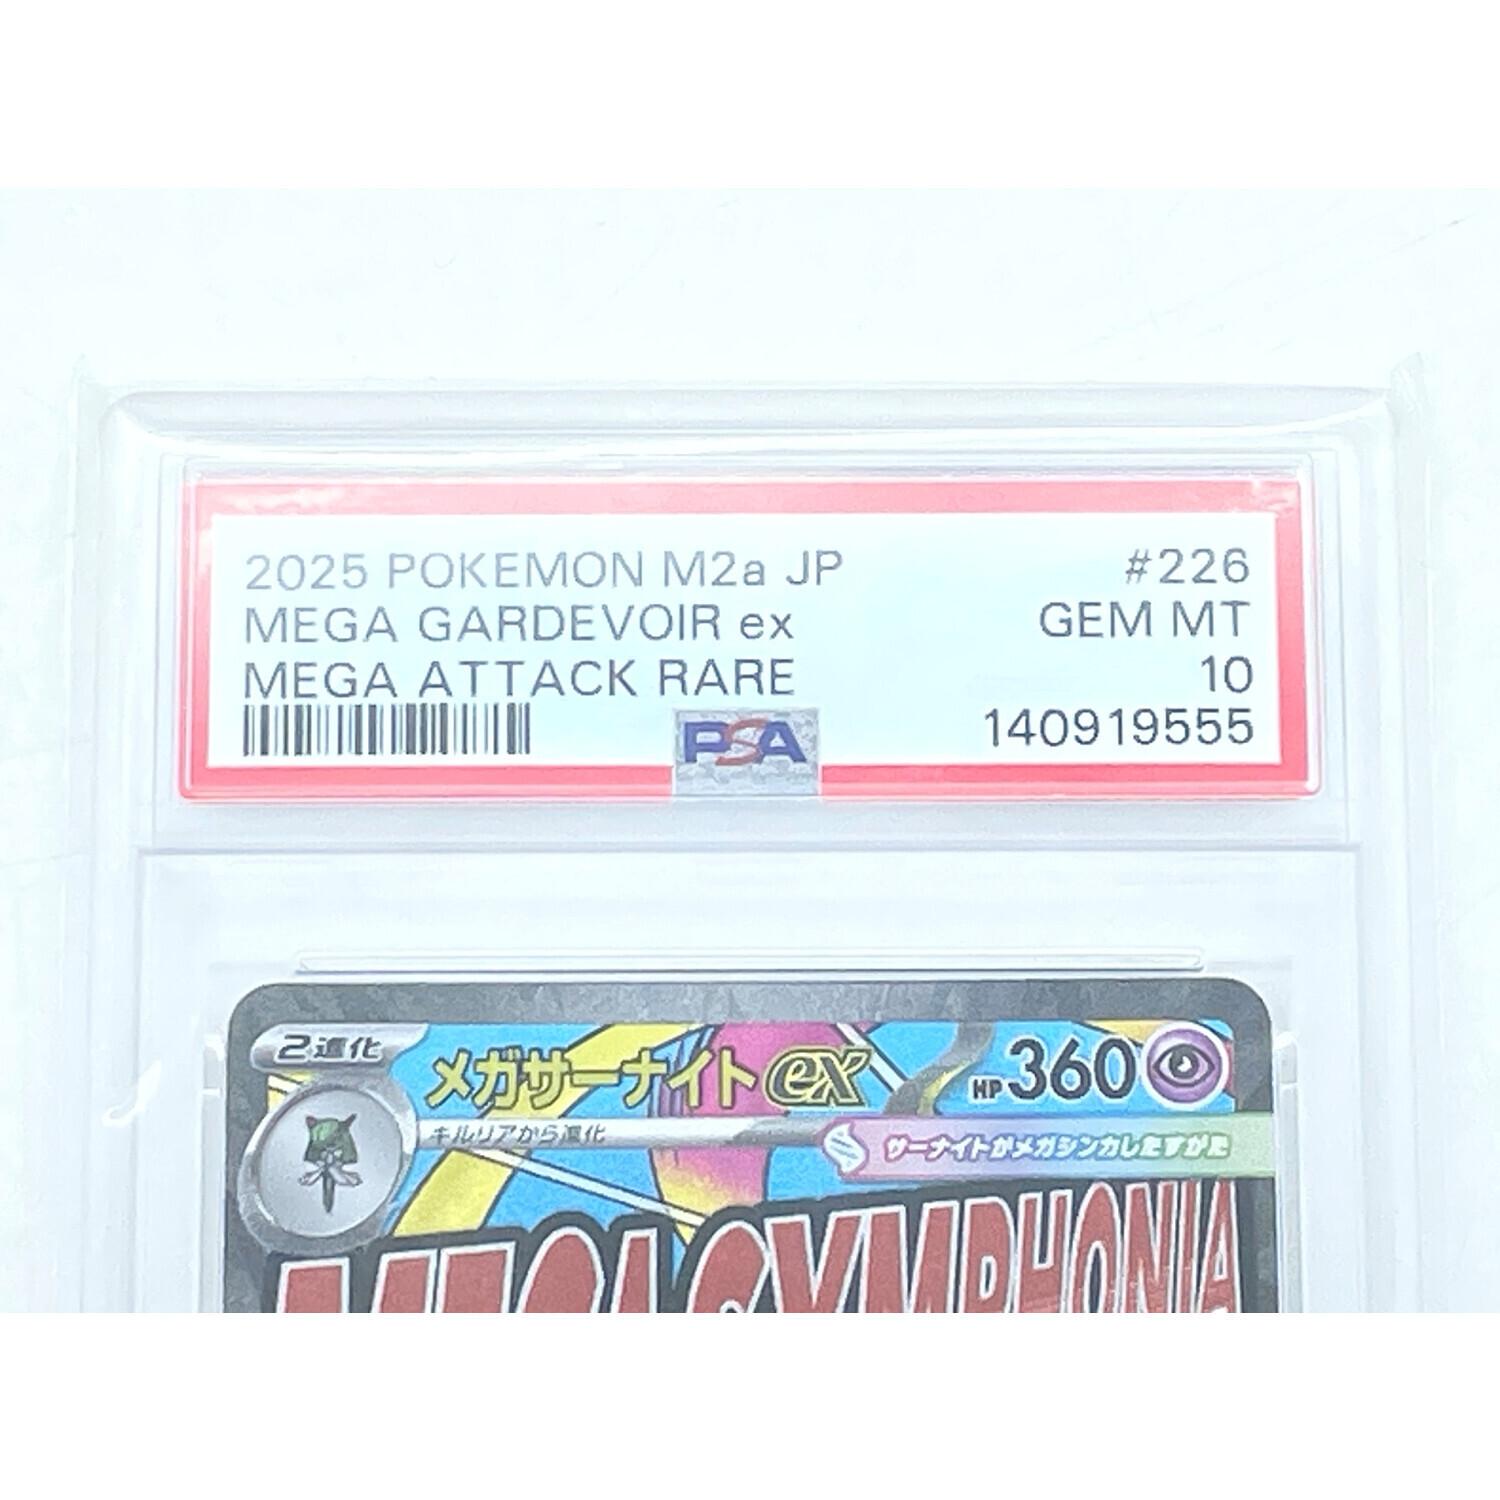 2025 POKEMON M2a JP #226
MEGA GARDEVOIR ex GEM MT
MEGA ATTACK RARE 10
PSA 140919555
2進化 メガサーナイトex HP360
キルリアから進化 サーナイトがメガシンカしたすがた
SYMPHONIA